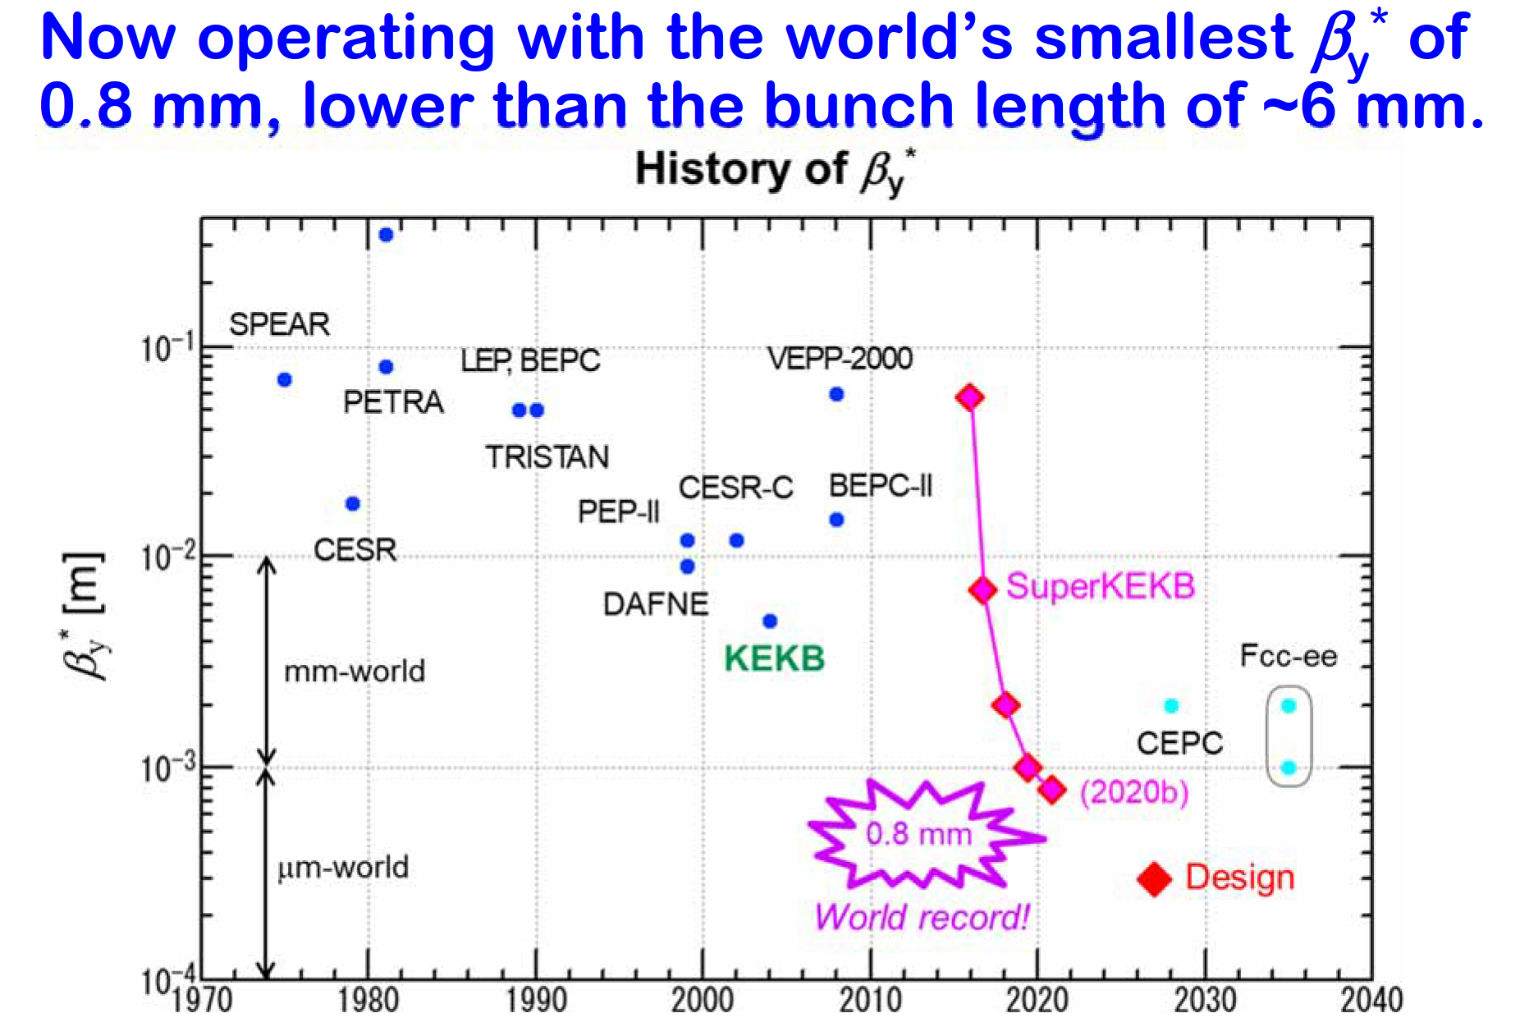 Now operating with the world's smallest βy* of
0.8 mm, lower than the bunch length of ~6 mm.
History of βy*
SPEAR
10⁻¹
LEP, BEPC
VEPP-2000
PETRA
TRISTAN
CESR-C
BEPC-II
PEP-II
CESR
10⁻²
SuperKEKB
DAFNE
βy* [m]
KEKB
Fcc-ee
mm-world
CEPC
10⁻³
(2020b)
0.8 mm
μm-world
Design
World record!
10⁻⁴
1970 1980 1990 2000 2010 2020 2030 2040